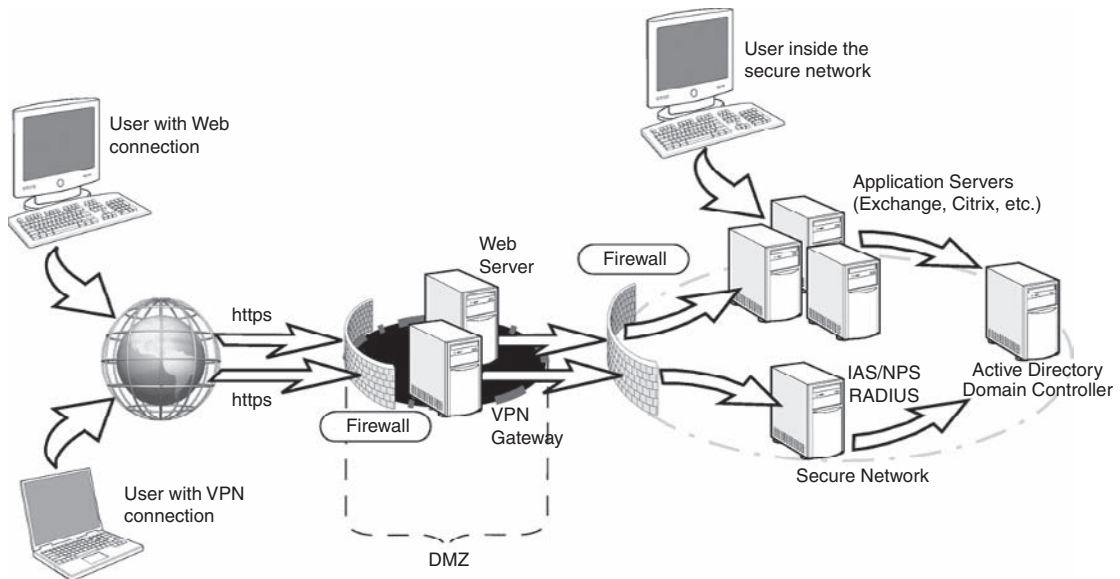 User inside the
secure network
User with Web
connection
Application Servers
(Exchange, Citrix, etc.)
Web
Server
Firewall
https
https
IAS/NPS
RADIUS
Active Directory
Domain Controller
Firewall
VPN
Gateway
Secure Network
User with VPN
connection
DMZ